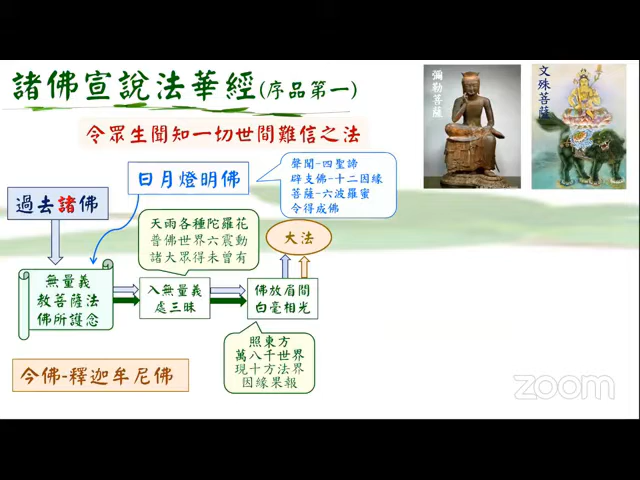 諸佛宣說法華經(序品第一)
令眾生聞知一切世間難信之法
彌勒菩薩
文殊菩薩
日月燈明佛
聲聞-四聖諦
辟支佛-十二因緣
菩薩-六波羅蜜
令得成佛
過去諸佛
天雨各種陀羅花
普佛世界六震動
諸大眾得未曾有
大法
無量義
教菩薩法
佛所護念
入無量義
處三昧
佛放眉間
白毫相光
照東方
萬八千世界
現十方法界
因緣果報
今佛-釋迦牟尼佛
zoom